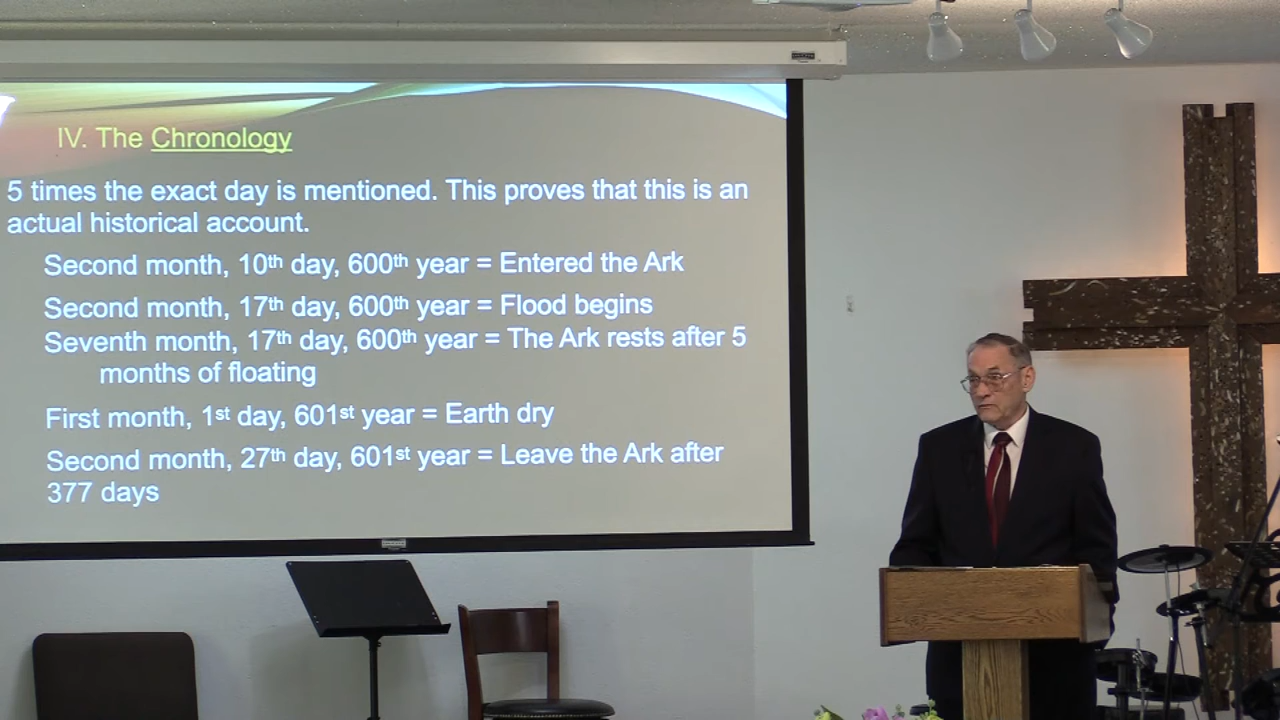 IV. The Chronology
5 times the exact day is mentioned. This proves that this is an
actual historical account.
Second month, 10th day, 600th year = Entered the Ark
Second month, 17th day, 600th year = Flood begins
Seventh month, 17th day, 600th year = The Ark rests after 5
months of floating
First month, 1st day, 601st year = Earth dry
Second month, 27th day, 601st year = Leave the Ark after
377 days